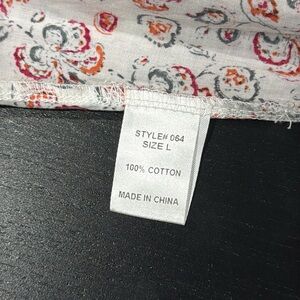 STYLE# 064
SIZE L
100% COTTON
MADE IN CHINA